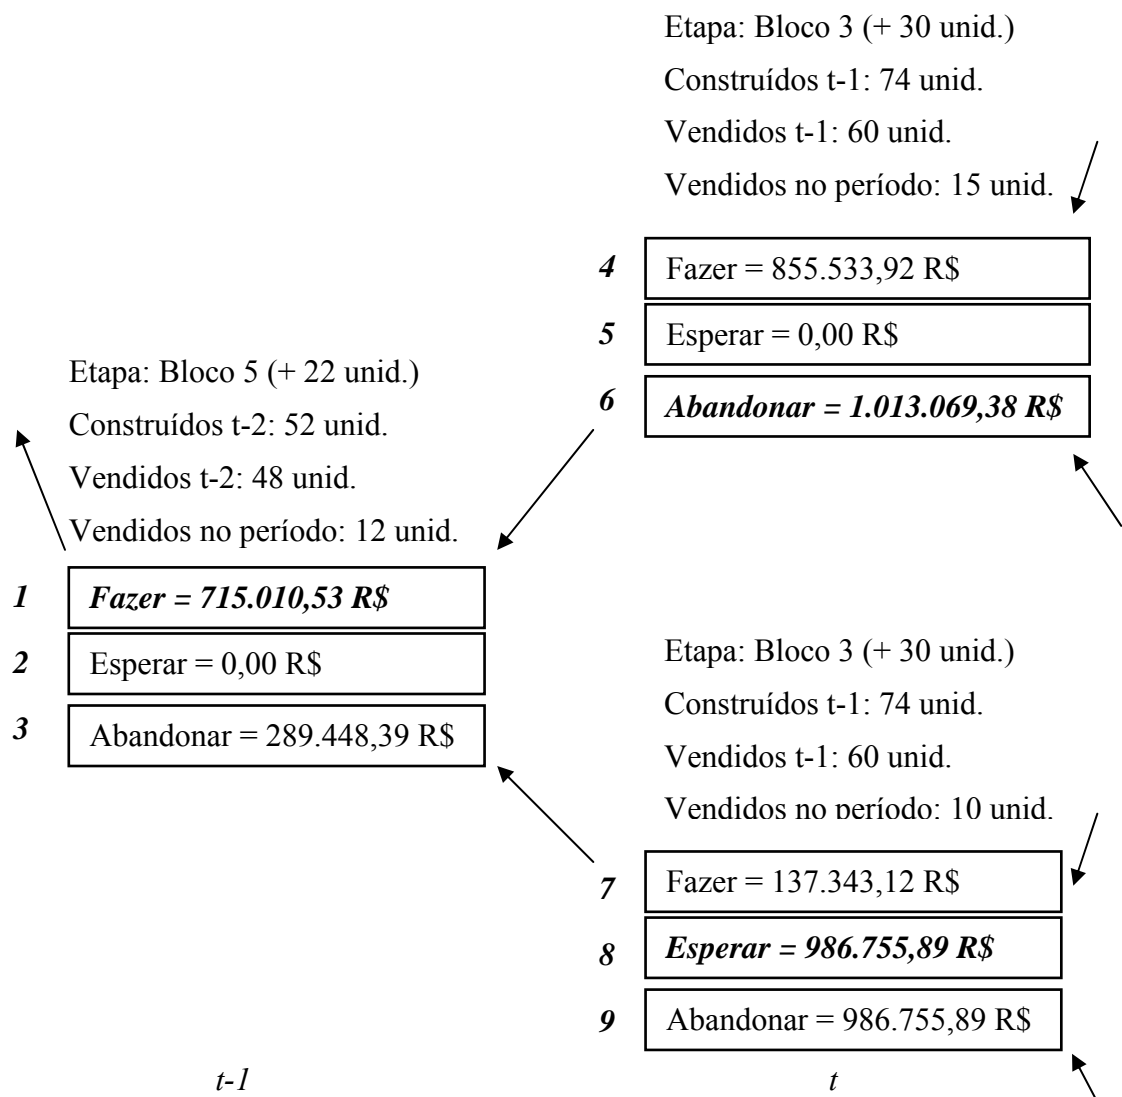 Etapa: Bloco 3 (+ 30 unid.)
Construídos t-1: 74 unid.
Vendidos t-1: 60 unid.
Vendidos no período: 15 unid.
4 Fazer = 855.533,92 R$
5 Esperar = 0,00 R$
6 Abandonar = 1.013.069,38 R$
Etapa: Bloco 5 (+ 22 unid.)
Construídos t-2: 52 unid.
Vendidos t-2: 48 unid.
Vendidos no período: 12 unid.
1 Fazer = 715.010,53 R$
2 Esperar = 0,00 R$
3 Abandonar = 289.448,39 R$
Etapa: Bloco 3 (+ 30 unid.)
Construídos t-1: 74 unid.
Vendidos t-1: 60 unid.
Vendidos no período: 10 unid.
7 Fazer = 137.343,12 R$
8 Esperar = 986.755,89 R$
9 Abandonar = 986.755,89 R$
t-1 t